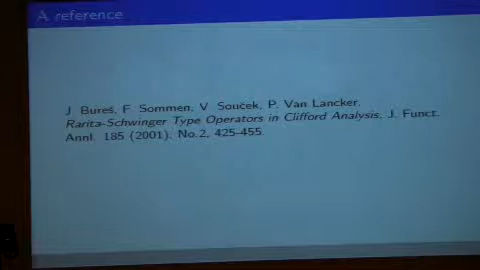 A reference
J. Bureš, F. Sommen, V. Souček, P. Van Lancker,
Rarita-Schwinger Type Operators in Clifford Analysis, J. Funct.
Annl. 185 (2001), No.2, 425-455.